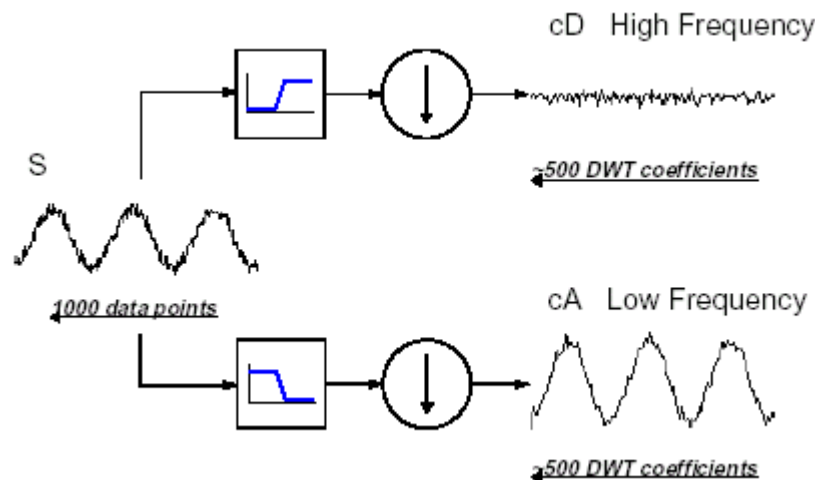 cD High Frequency
~500 DWT coefficients
S
1000 data points
cA Low Frequency
~500 DWT coefficients